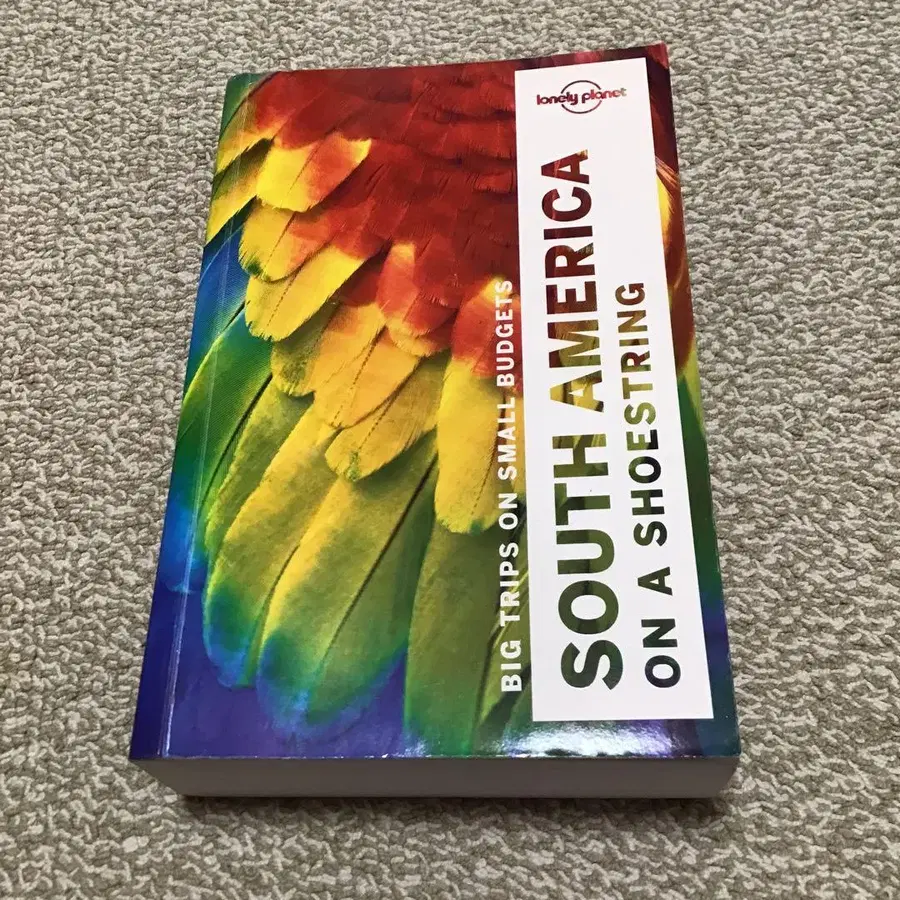 lonely planet
SOUTH AMERICA
ON A SHOESTRING
BIG TRIPS ON SMALL BUDGETS